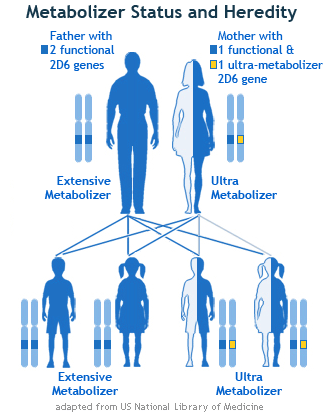 Metabolizer Status and Heredity
Father with
2 functional
2D6 genes
Mother with
1 functional &
1 ultra-metabolizer
2D6 gene
Extensive
Metabolizer
Ultra
Metabolizer
Extensive
Metabolizer
Ultra
Metabolizer
adapted from US National Library of Medicine